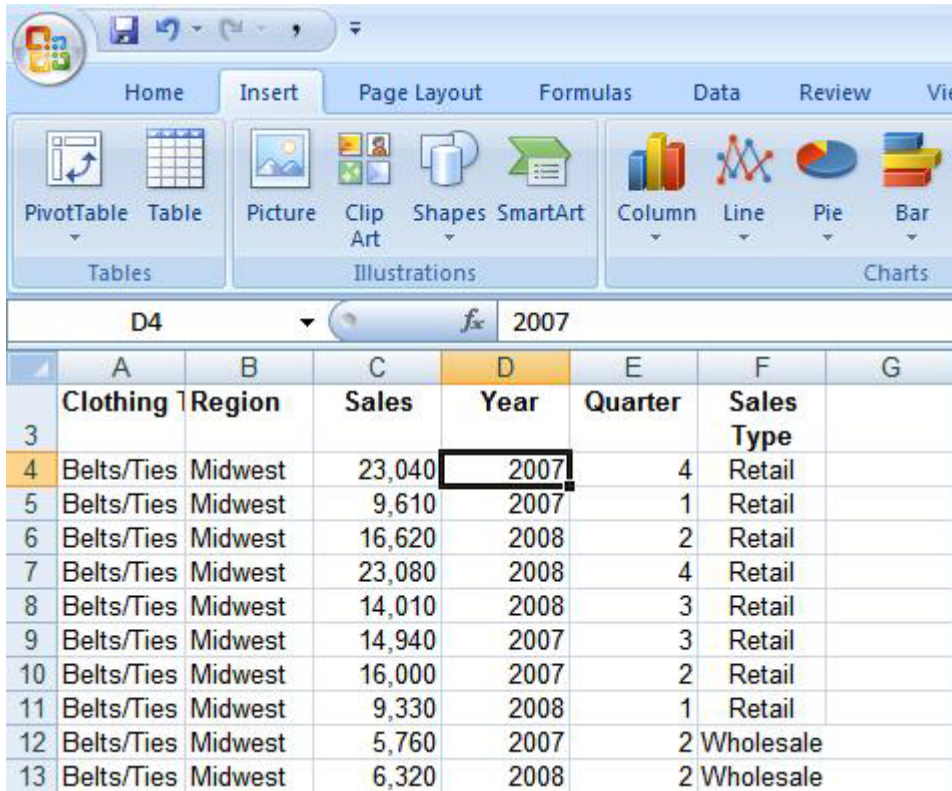 Home Insert Page Layout Formulas Data Review Vie
PivotTable Table Picture Clip Art Shapes SmartArt Column Line Pie Bar
Tables Illustrations Charts
D4 fx 2007
A B C D E F G
3 Clothing T Region Sales Year Quarter Sales Type
4 Belts/Ties Midwest 23,040 2007 4 Retail
5 Belts/Ties Midwest 9,610 2007 1 Retail
6 Belts/Ties Midwest 16,620 2008 2 Retail
7 Belts/Ties Midwest 23,080 2008 4 Retail
8 Belts/Ties Midwest 14,010 2008 3 Retail
9 Belts/Ties Midwest 14,940 2007 3 Retail
10 Belts/Ties Midwest 16,000 2007 2 Retail
11 Belts/Ties Midwest 9,330 2008 1 Retail
12 Belts/Ties Midwest 5,760 2007 2 Wholesale
13 Belts/Ties Midwest 6,320 2008 2 Wholesale